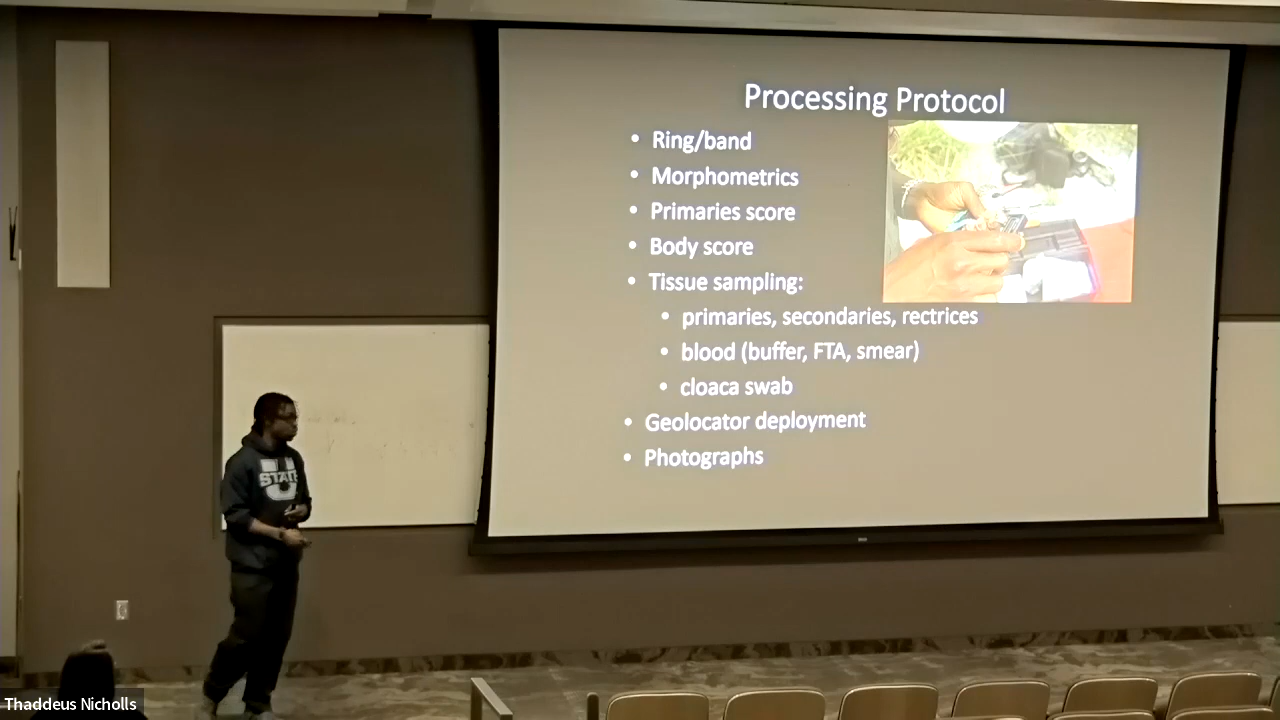 Processing Protocol
• Ring/band
• Morphometrics
• Primaries score
• Body score
• Tissue sampling:
• primaries, secondaries, rectrices
• blood (buffer, FTA, smear)
• cloaca swab
• Geolocator deployment
• Photographs
U
STATE
Thaddeus Nicholls